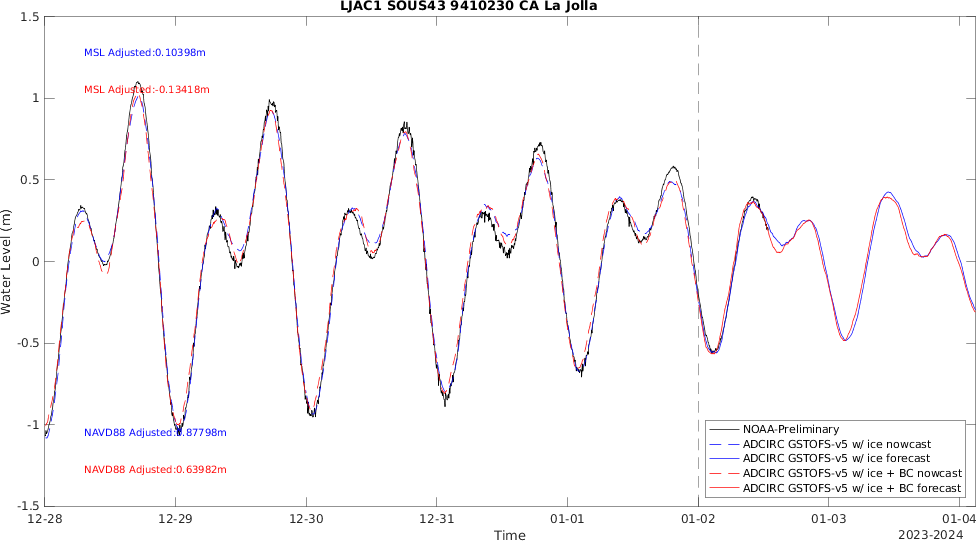 LJAC1 SOUS43 9410230 CA La Jolla
1.5
1
0.5
0
-0.5
-1
-1.5
Water Level (m)
MSL Adjusted:0.10398m
MSL Adjusted:-0.13418m
NAVD88 Adjusted:0.87798m
NAVD88 Adjusted:0.63982m
NOAA-Preliminary
ADCIRC GSTOFS-v5 w/ ice nowcast
ADCIRC GSTOFS-v5 w/ ice forecast
ADCIRC GSTOFS-v5 w/ ice + BC nowcast
ADCIRC GSTOFS-v5 w/ ice + BC forecast
12-28 12-29 12-30 12-31 01-01 01-02 01-03 01-04
Time
2023-2024